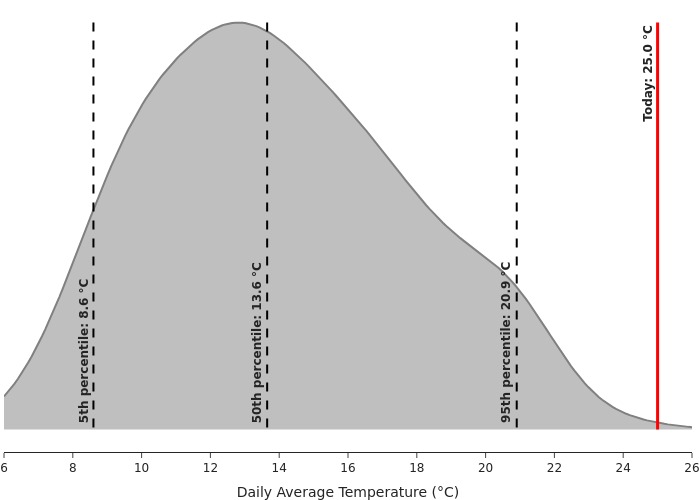 Today: 25.0 °C
5th percentile: 8.6 °C
50th percentile: 13.6 °C
95th percentile: 20.9 °C
6 8 10 12 14 16 18 20 22 24 26
Daily Average Temperature (°C)